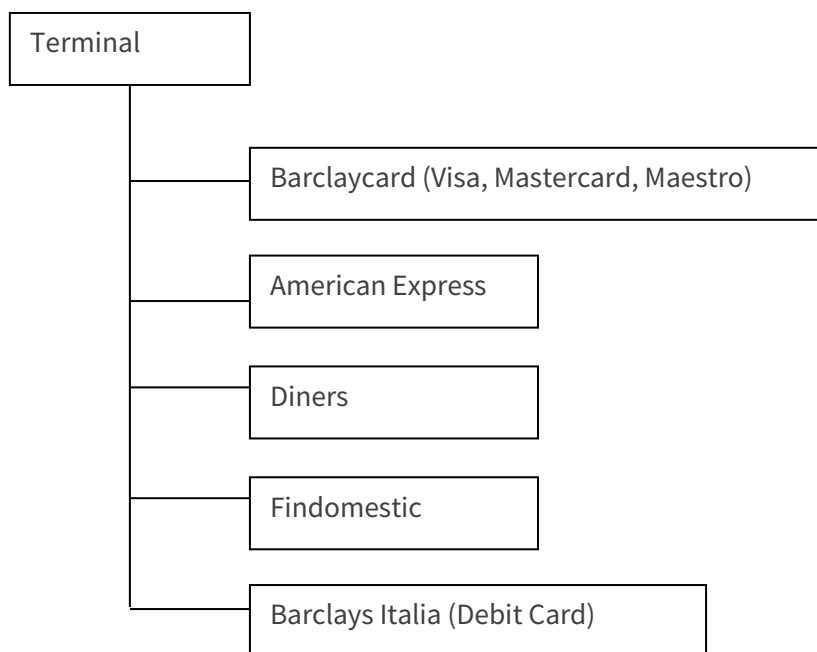 Terminal
Barclaycard (Visa, Mastercard, Maestro)
American Express
Diners
Findomestic
Barclays Italia (Debit Card)